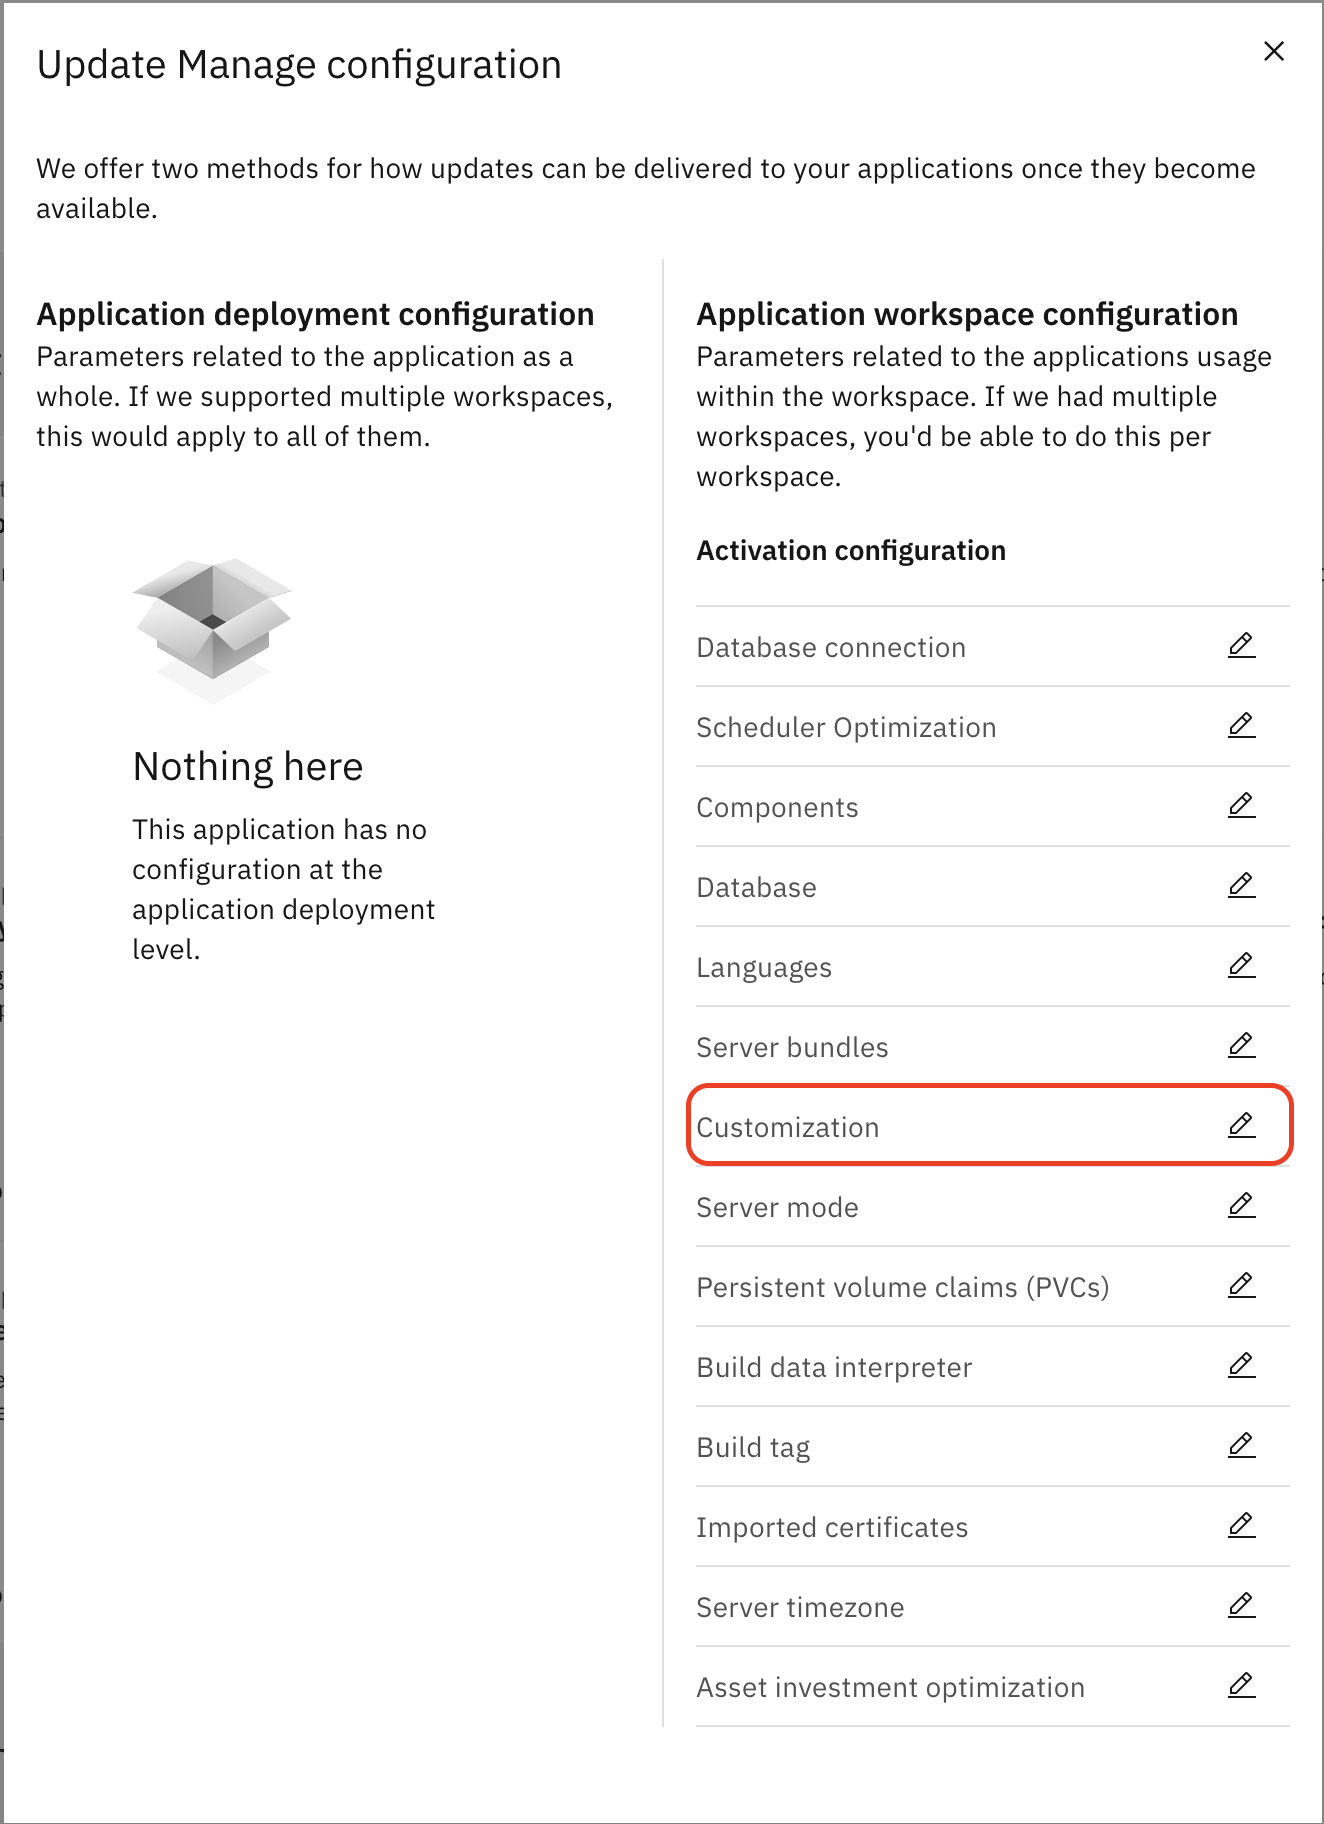 Update Manage configuration
We offer two methods for how updates can be delivered to your applications once they become
available.
Application deployment configuration
Parameters related to the application as a
whole. If we supported multiple workspaces,
this would apply to all of them.
Nothing here
This application has no
configuration at the
application deployment
level.
Application workspace configuration
Parameters related to the applications usage
within the workspace. If we had multiple
workspaces, you'd be able to do this per
workspace.
Activation configuration
Database connection
Scheduler Optimization
Components
Database
Languages
Server bundles
Customization
Server mode
Persistent volume claims (PVCs)
Build data interpreter
Build tag
Imported certificates
Server timezone
Asset investment optimization